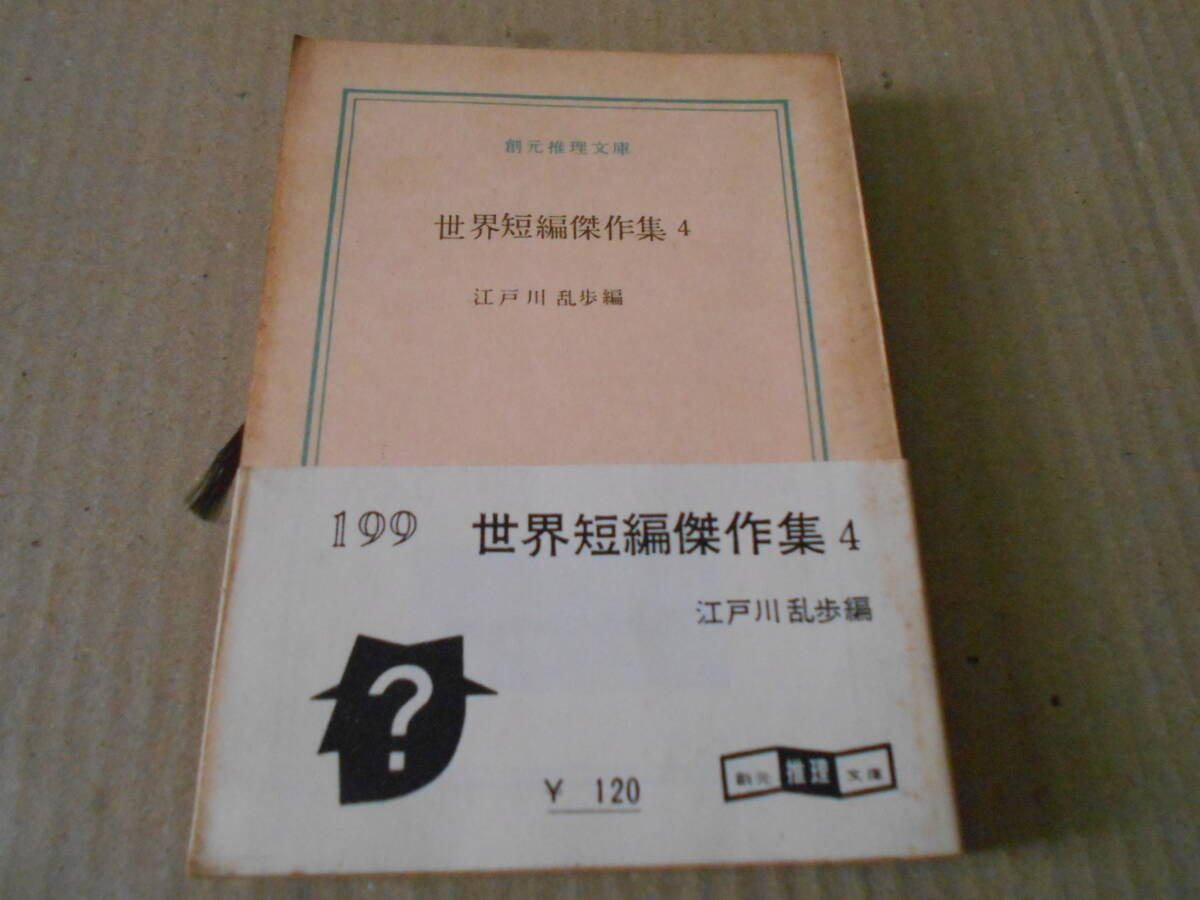 創元推理文庫
世界短編傑作集 4
江戸川乱歩編
199 世界短編傑作集 4
江戸川乱歩編
?
¥ 120
創元 推理 文庫